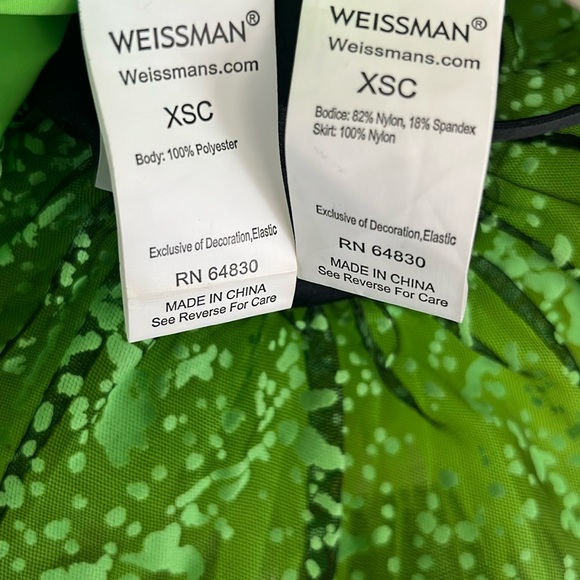 WEISSMAN®
Weissmans.com
XSC
Body: 100% Polyester
Exclusive of Decoration,Elastic
RN 64830
MADE IN CHINA
See Reverse For Care
WEISSMAN®
Weissmans.com
XSC
Bodice: 82% Nylon, 18% Spandex
Skirt: 100% Nylon
Exclusive of Decoration,Elastic
RN 64830
MADE IN CHINA
See Reverse For Care